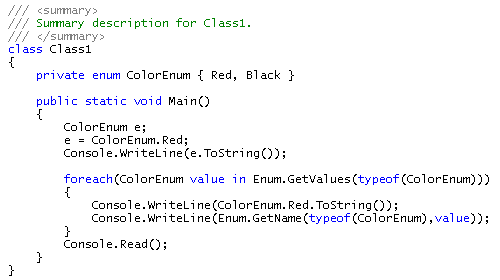 /// <summary>
/// Summary description for Class1.
/// </summary>
class Class1
{
    private enum ColorEnum { Red, Black }

    public static void Main()
    {
        ColorEnum e;
        e = ColorEnum.Red;
        Console.WriteLine(e.ToString());

        foreach(ColorEnum value in Enum.GetValues(typeof(ColorEnum)))
        {
            Console.WriteLine(ColorEnum.Red.ToString());
            Console.WriteLine(Enum.GetName(typeof(ColorEnum),value));
        }
        Console.Read();
    }
}